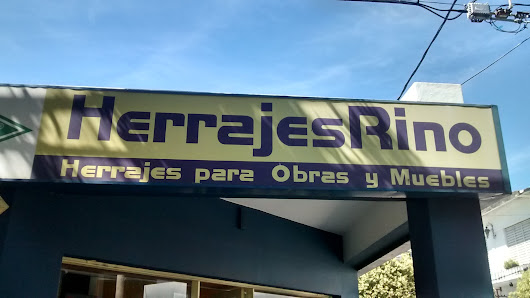 HerrajesRino
Herrajes para Obras y Muebles